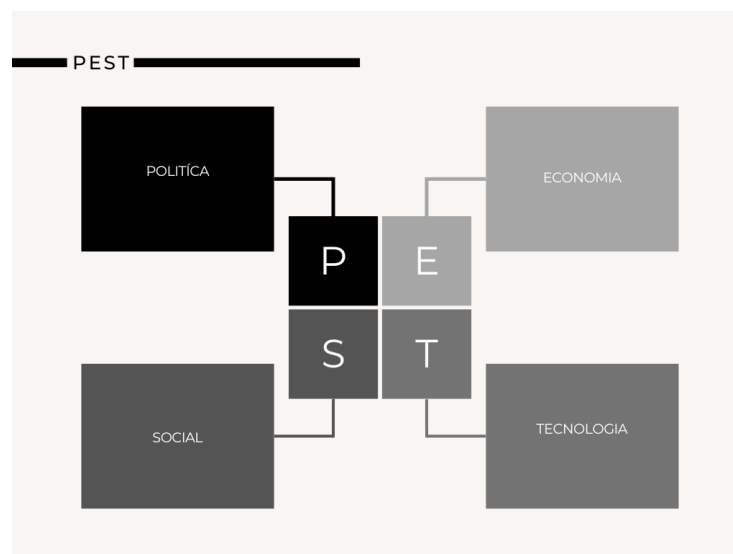 PEST
POLITÍCA
ECONOMIA
P E
S T
SOCIAL
TECNOLOGIA